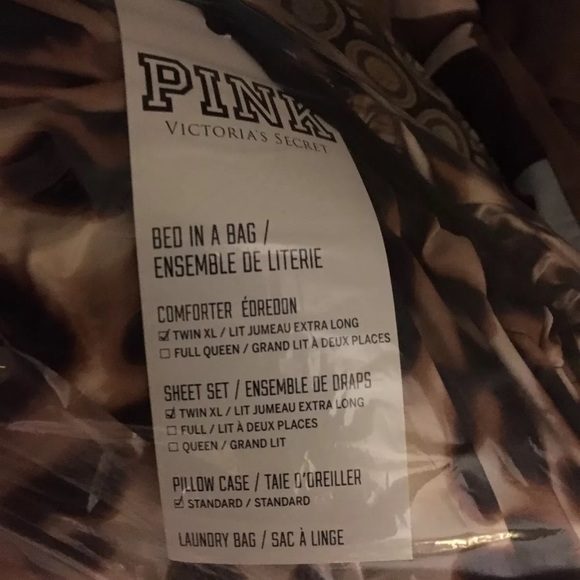 PINK
VICTORIA'S SECRET
BED IN A BAG /
ENSEMBLE DE LITERIE
COMFORTER ÉDREDON
☑ TWIN XL / LIT JUMEAU EXTRA LONG
☐ FULL QUEEN / GRAND LIT À DEUX PLACES
SHEET SET / ENSEMBLE DE DRAPS
☑ TWIN XL / LIT JUMEAU EXTRA LONG
☐ FULL / LIT À DEUX PLACES
☐ QUEEN / GRAND LIT
PILLOW CASE / TAIE D'OREILLER
☑ STANDARD / STANDARD
LAUNDRY BAG / SAC À LINGE